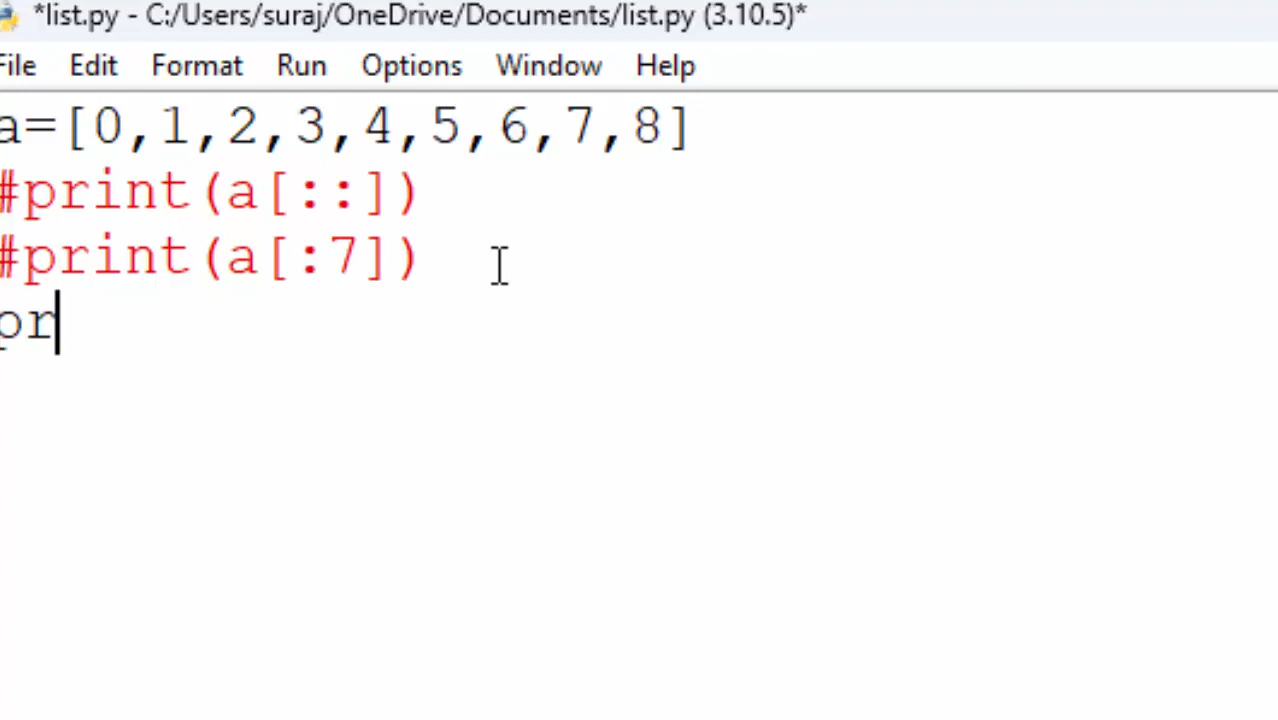 *list.py - C:/Users/suraj/OneDrive/Documents/list.py (3.10.5)*
File Edit Format Run Options Window Help
a=[0,1,2,3,4,5,6,7,8]
#print(a[::])
#print(a[:7])
pr